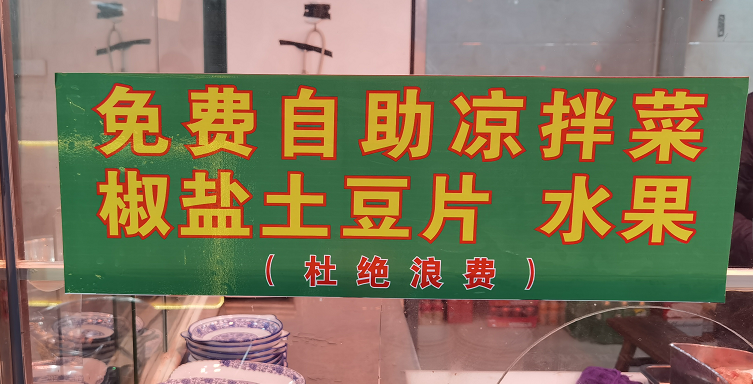 免费自助凉拌菜
椒盐土豆片 水果
(杜绝浪费)